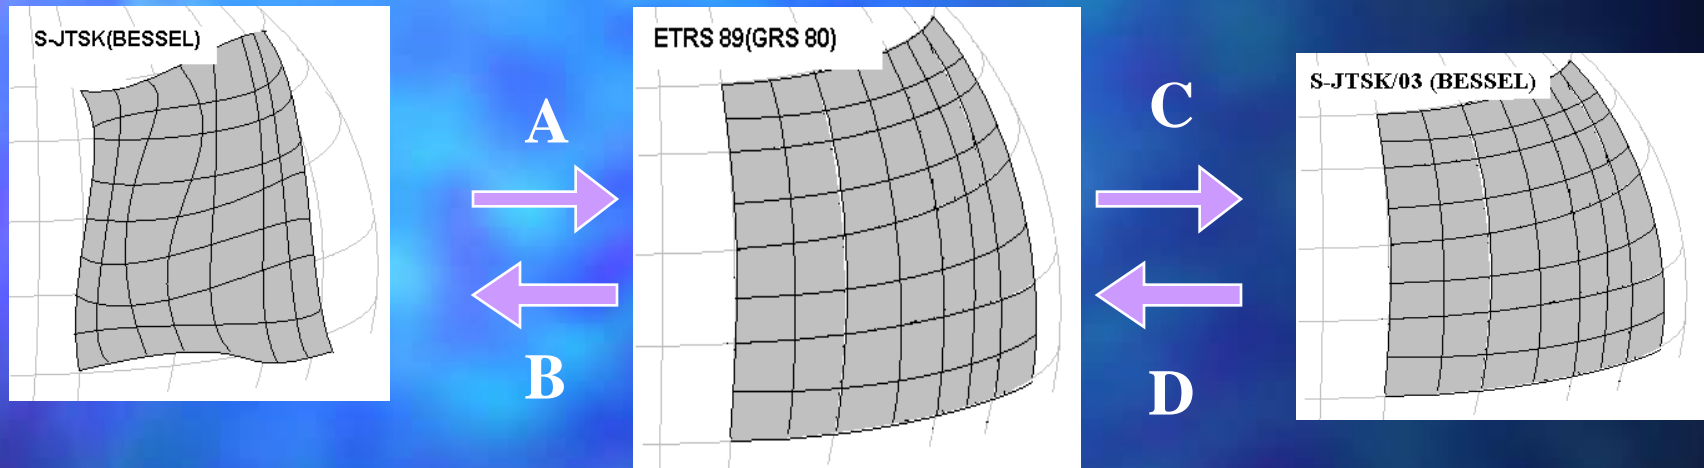 S-JTSK(BESSEL)
A
B
ETRS 89(GRS 80)
C
D
S-JTSK/03 (BESSEL)